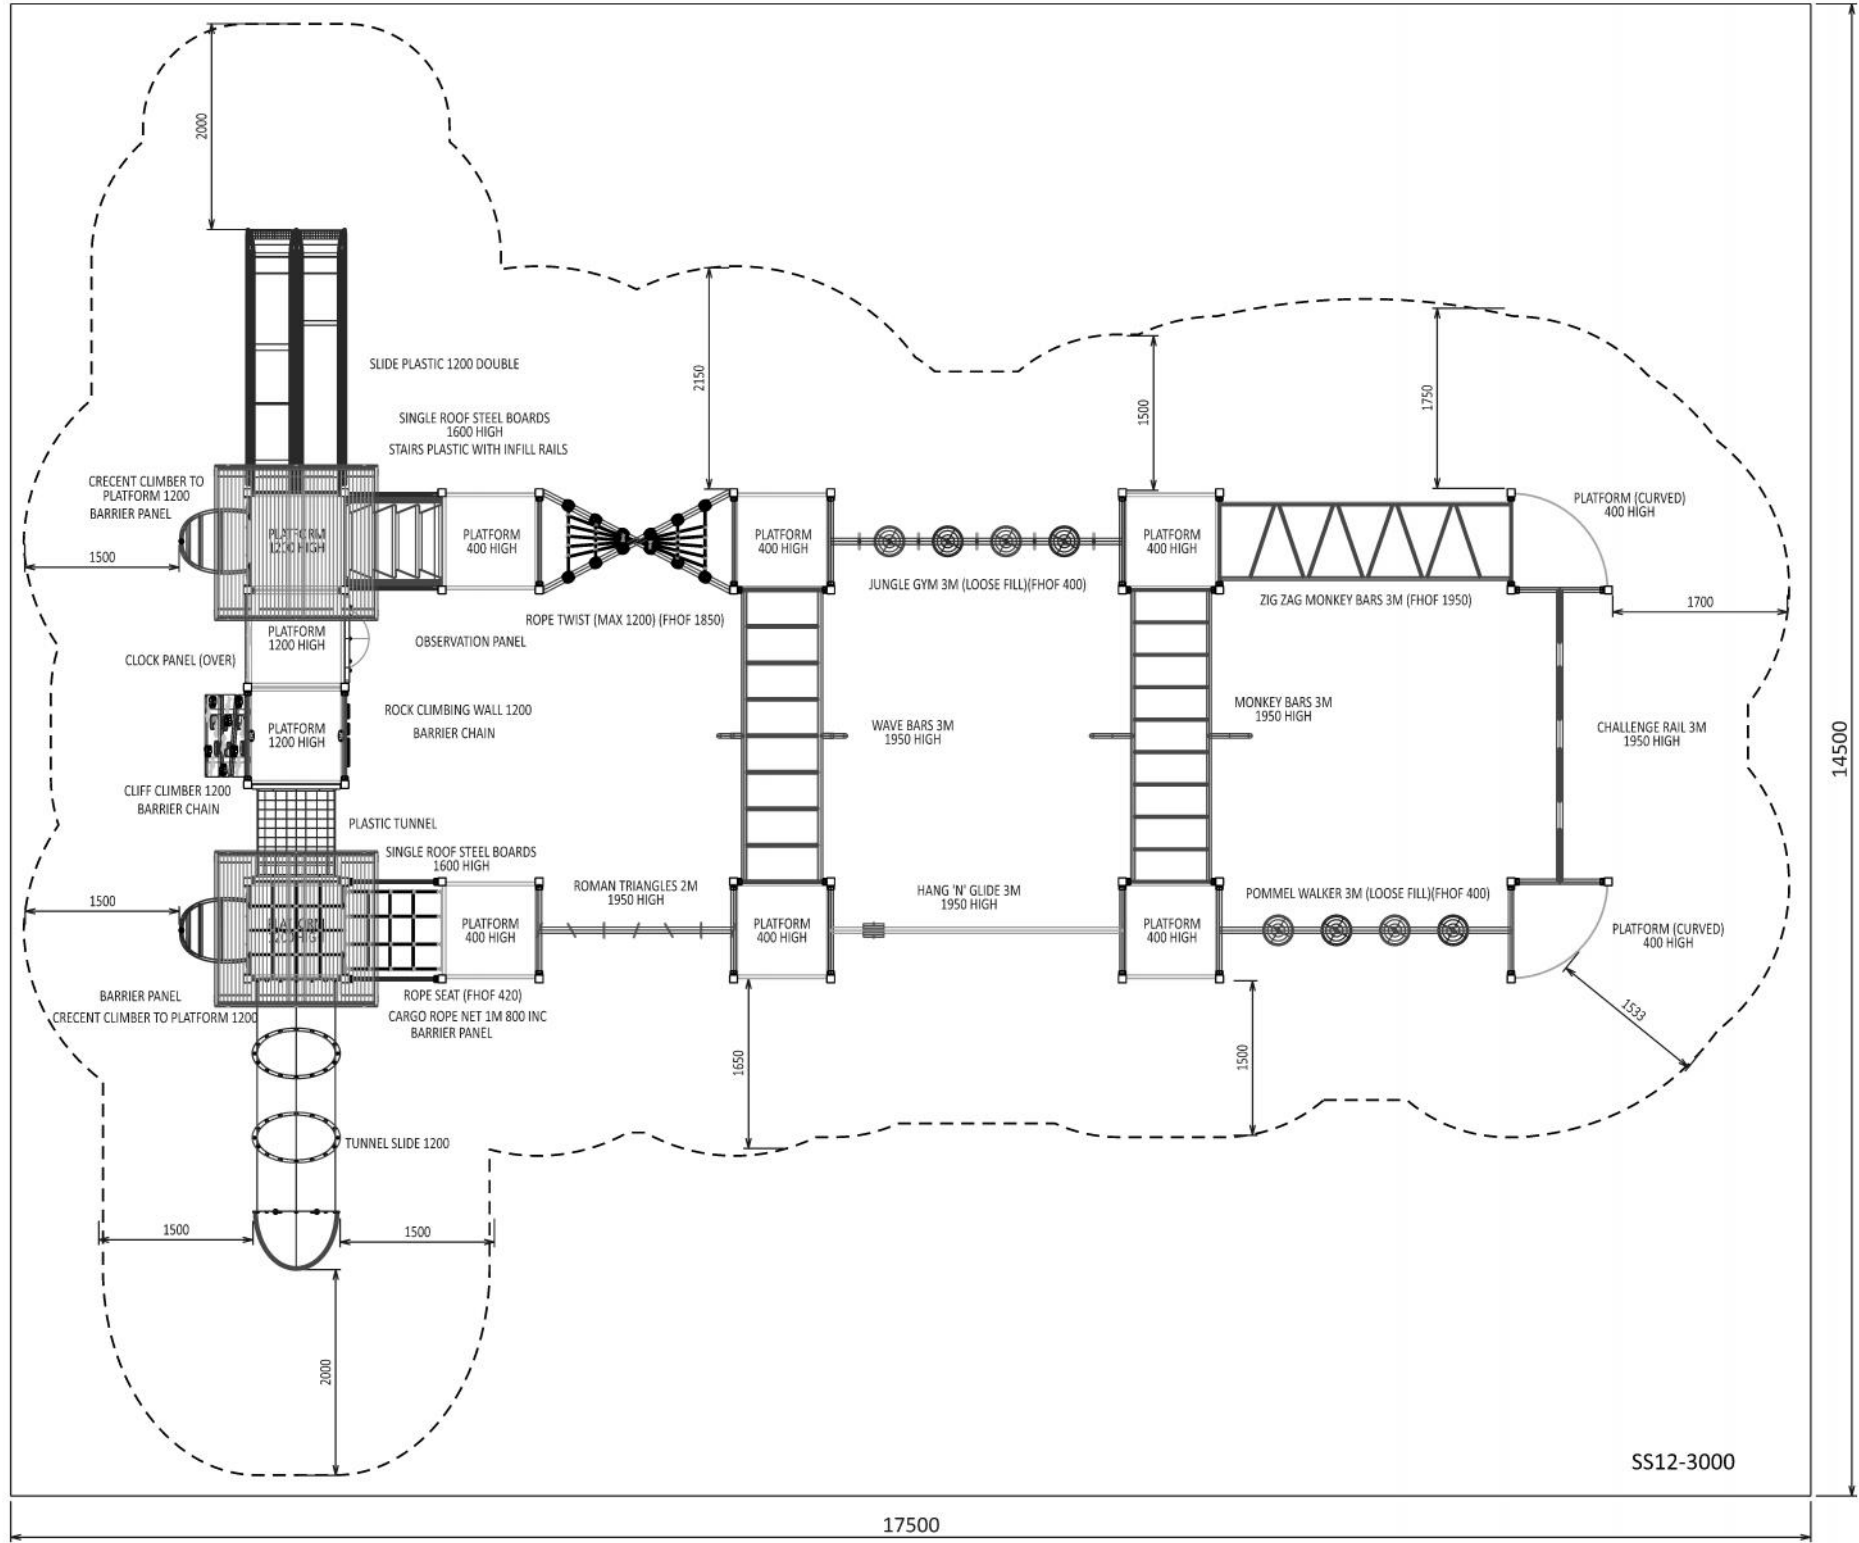 2000
SLIDE PLASTIC 1200 DOUBLE
2150
1500
1750
SINGLE ROOF STEEL BOARDS
1600 HIGH
STAIRS PLASTIC WITH INFILL RAILS
CRECENT CLIMBER TO
PLATFORM 1200
BARRIER PANEL
1500
PLATFORM
1200 HIGH
PLATFORM
400 HIGH
PLATFORM
400 HIGH
PLATFORM
400 HIGH
PLATFORM (CURVED)
400 HIGH
JUNGLE GYM 3M (LOOSE FILL)(FHOF 400)
ZIG ZAG MONKEY BARS 3M (FHOF 1950)
1700
ROPE TWIST (MAX 1200) (FHOF 1850)
PLATFORM
1200 HIGH
OBSERVATION PANEL
CLOCK PANEL (OVER)
ROCK CLIMBING WALL 1200
BARRIER CHAIN
PLATFORM
1200 HIGH
WAVE BARS 3M
1950 HIGH
MONKEY BARS 3M
1950 HIGH
CHALLENGE RAIL 3M
1950 HIGH
14500
CLIFF CLIMBER 1200
BARRIER CHAIN
PLASTIC TUNNEL
SINGLE ROOF STEEL BOARDS
1600 HIGH
ROMAN TRIANGLES 2M
1950 HIGH
HANG 'N' GLIDE 3M
1950 HIGH
POMMEL WALKER 3M (LOOSE FILL)(FHOF 400)
1500
PLATFORM
1200 HIGH
PLATFORM
400 HIGH
PLATFORM
400 HIGH
PLATFORM
400 HIGH
PLATFORM (CURVED)
400 HIGH
BARRIER PANEL
CRECENT CLIMBER TO PLATFORM 1200
ROPE SEAT (FHOF 420)
CARGO ROPE NET 1M 800 INC
BARRIER PANEL
1533
1650
1500
TUNNEL SLIDE 1200
1500
1500
2000
SS12-3000
17500